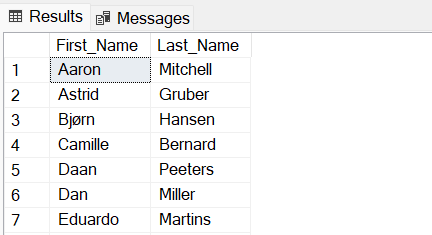 Results Messages
First_Name Last_Name
1 Aaron Mitchell
2 Astrid Gruber
3 Bjørn Hansen
4 Camille Bernard
5 Daan Peeters
6 Dan Miller
7 Eduardo Martins